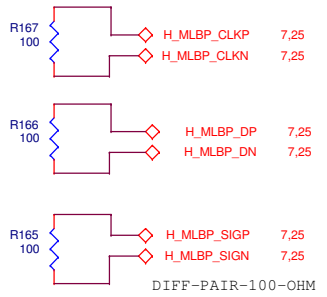 R167 H_MLBP_CLKP 7,25
100 H_MLBP_CLKN 7,25
R166 H_MLBP_DP 7,25
100 H_MLBP_DN 7,25
R165 H_MLBP_SIGP 7,25
100 H_MLBP_SIGN 7,25
DIFF-PAIR-100-OHM